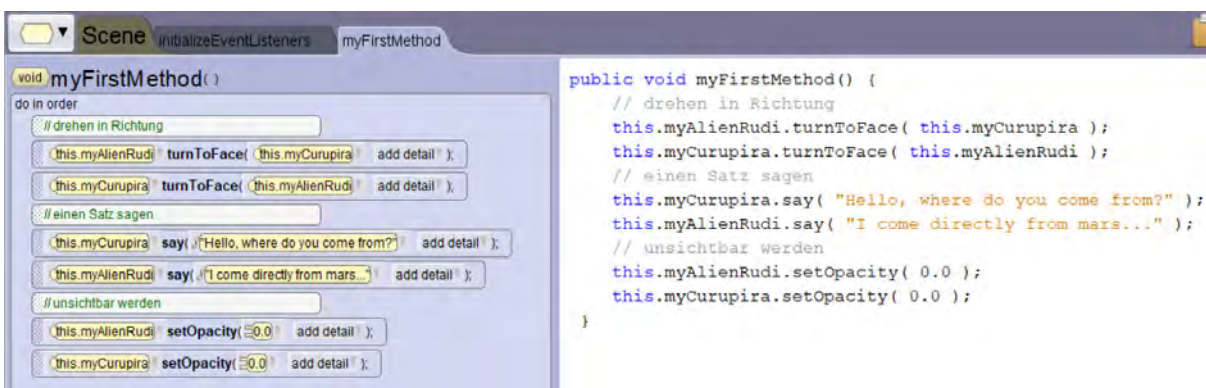 Scene initializeEventListeners myFirstMethod
void myFirstMethod()
do in order
// drehen in Richtung
this.myAlienRudi turnToFace( this.myCurupira add detail );
this.myCurupira turnToFace( this.myAlienRudi add detail );
// einen Satz sagen
this.myCurupira say( "Hello, where do you come from?" add detail );
this.myAlienRudi say( "I come directly from mars..." add detail );
// unsichtbar werden
this.myAlienRudi setOpacity( 0.0 add detail );
this.myCurupira setOpacity( 0.0 add detail );
public void myFirstMethod() {
// drehen in Richtung
this.myAlienRudi.turnToFace( this.myCurupira );
this.myCurupira.turnToFace( this.myAlienRudi );
// einen Satz sagen
this.myCurupira.say( "Hello, where do you come from?" );
this.myAlienRudi.say( "I come directly from mars..." );
// unsichtbar werden
this.myAlienRudi.setOpacity( 0.0 );
this.myCurupira.setOpacity( 0.0 );
}